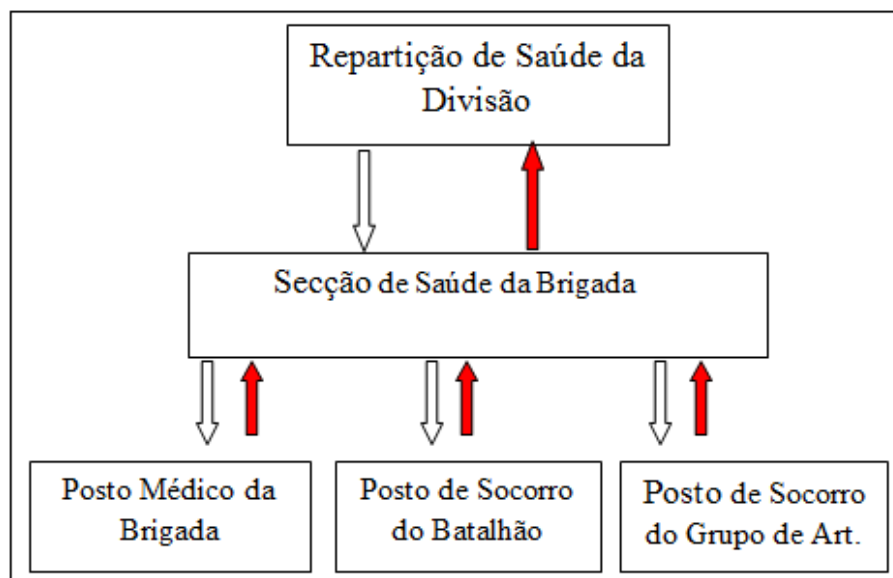 Repartição de Saúde da
Divisão
Secção de Saúde da Brigada
Posto Médico da
Brigada
Posto de Socorro
do Batalhão
Posto de Socorro
do Grupo de Art.